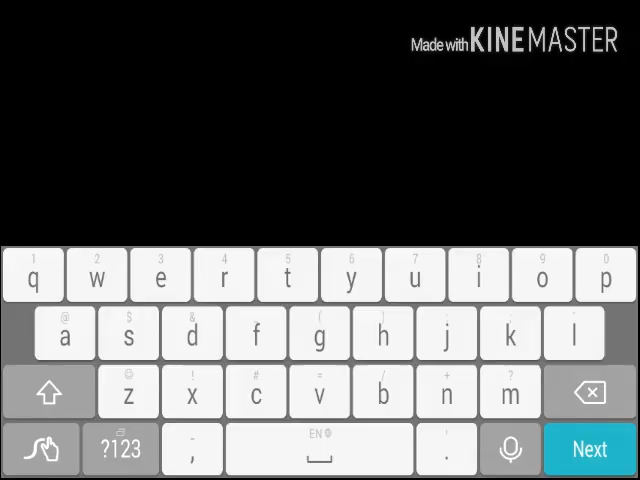 Made with KINEMASTER
1 2 3 4 5 6 7 8 9 0
q w e r t y u i o p
@ $ & _ ( ) : ; "
a s d f g h j k l
! # = / + ?
z x c v b n m
EN
?123 , . Next